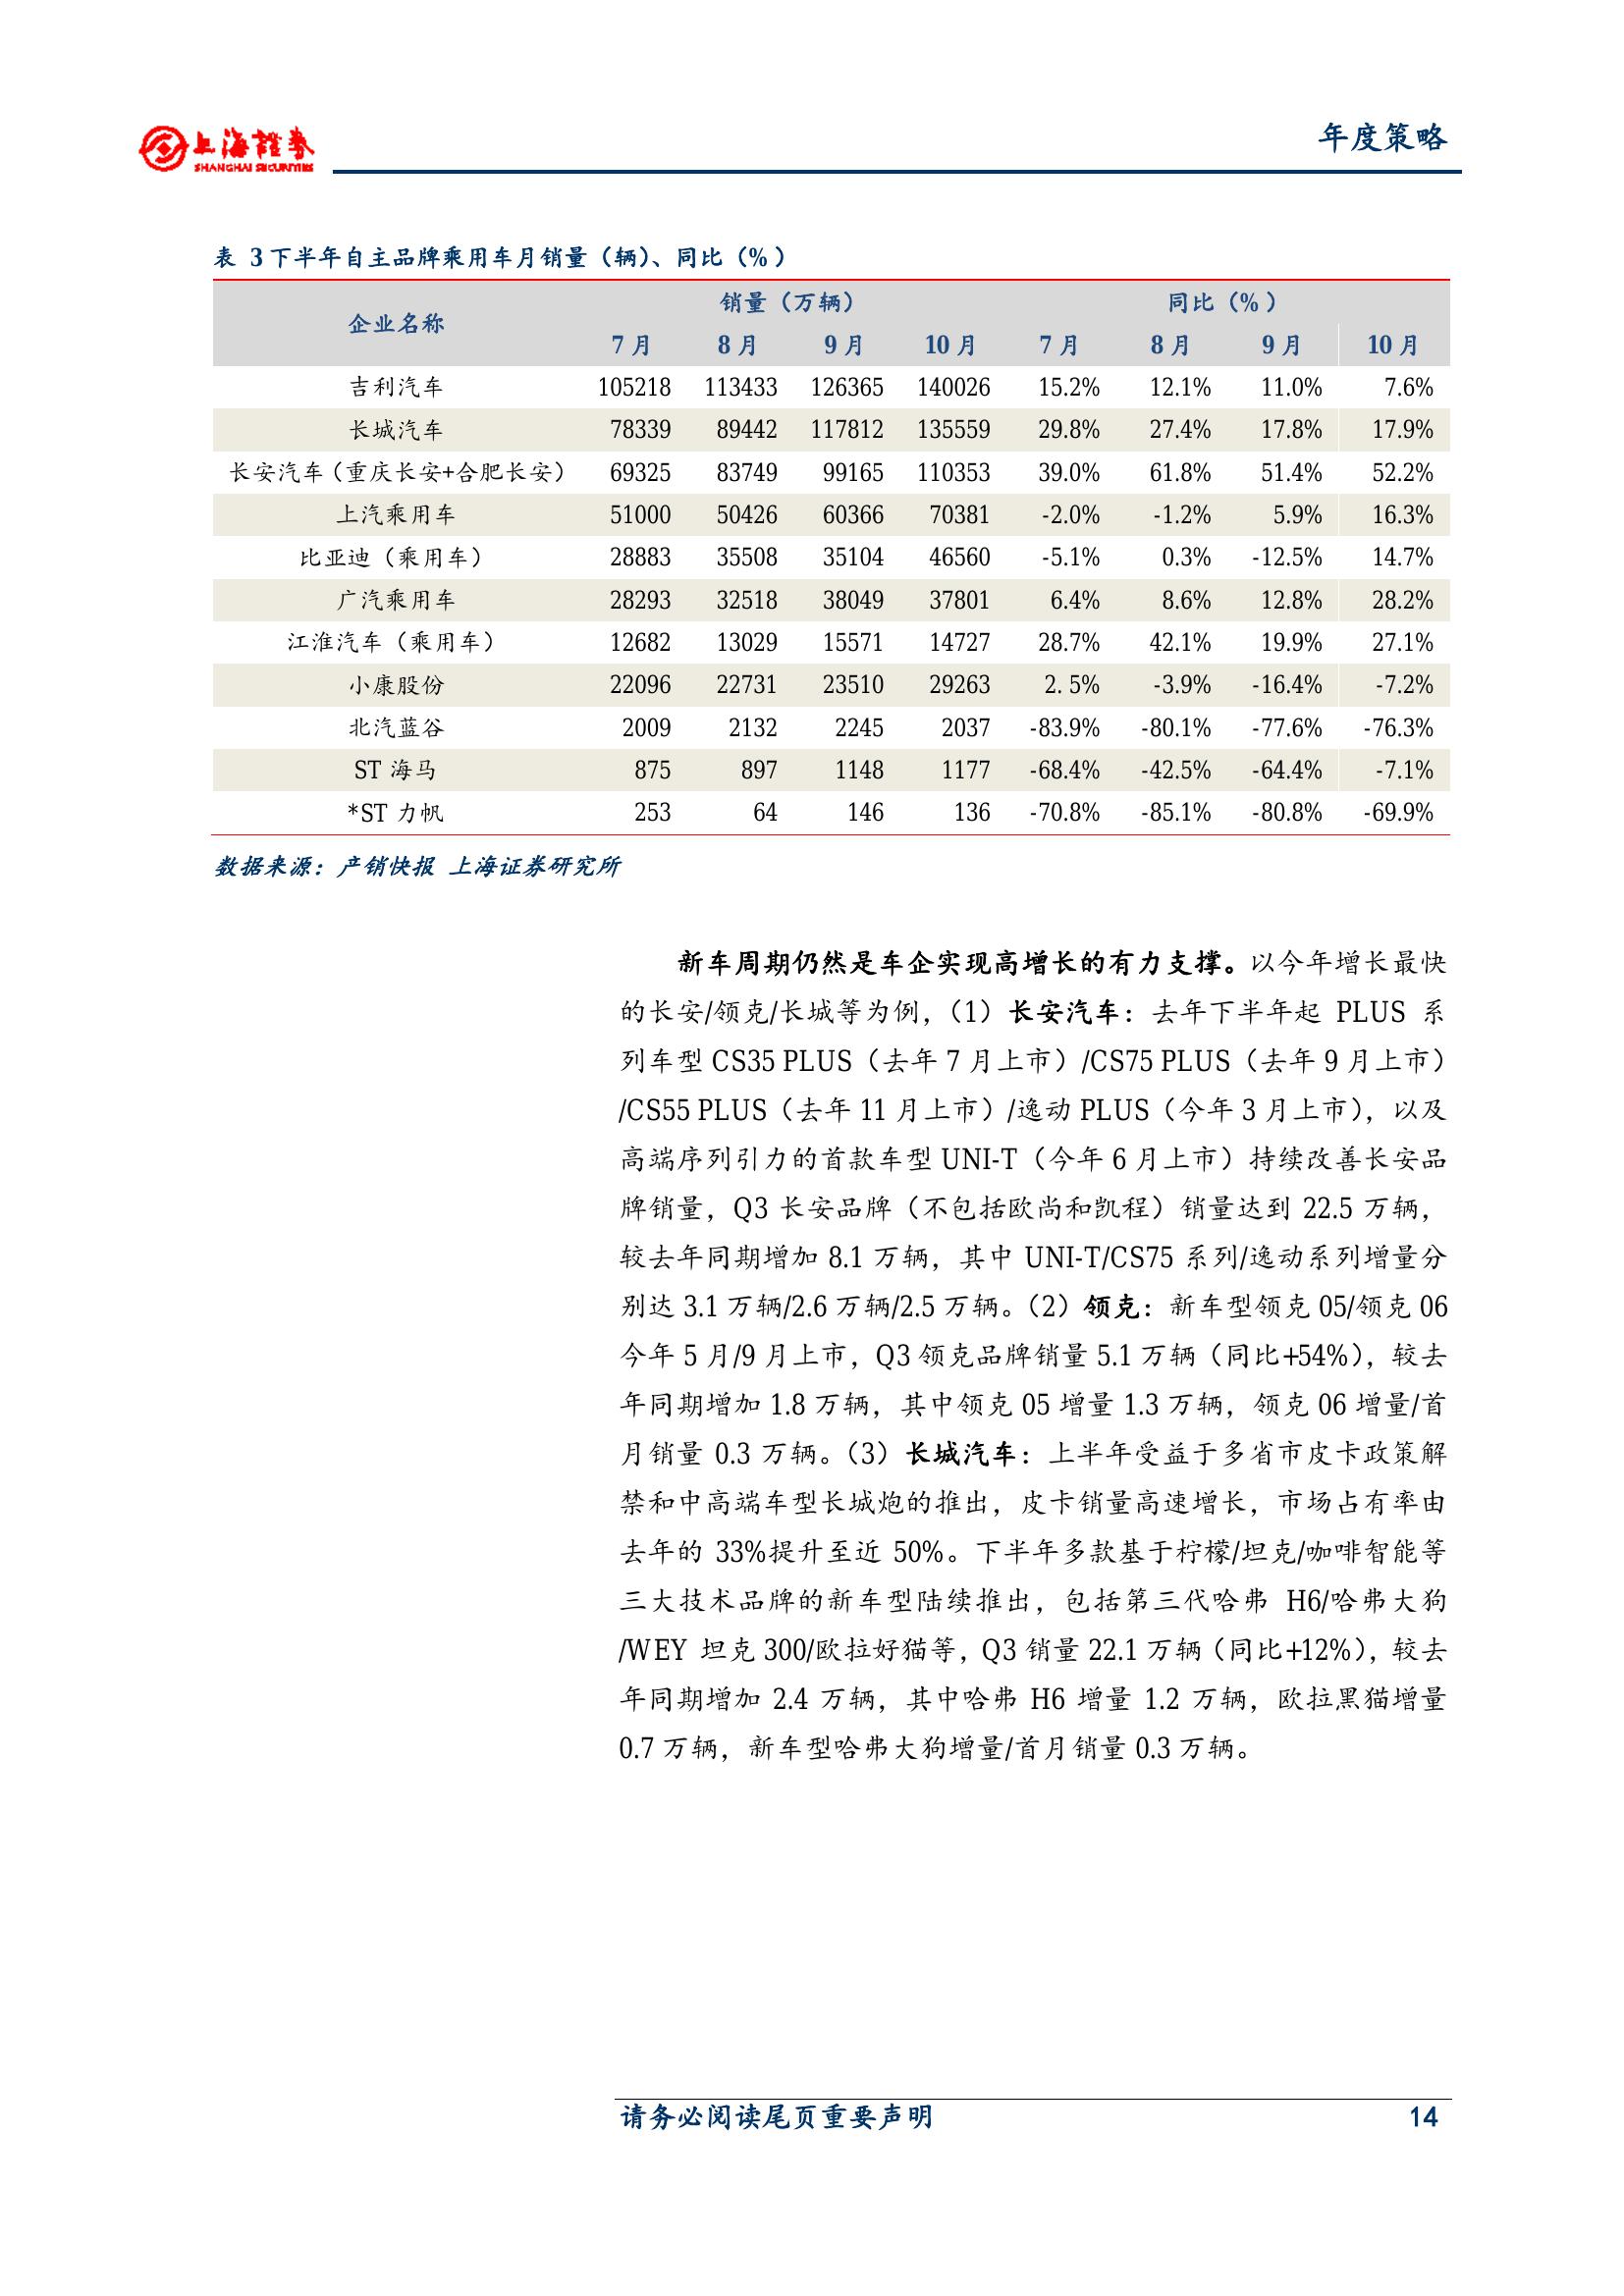 上海證券
SHANGHAI SECURITIES
年度策略
表 3 下半年自主品牌乘用车月销量（辆）、同比（%）
企业名称 销量（万辆） 同比（%）
7 月 8 月 9 月 10 月 7 月 8 月 9 月 10 月
吉利汽车 105218 113433 126365 140026 15.2% 12.1% 11.0% 7.6%
长城汽车 78339 89442 117812 135559 29.8% 27.4% 17.8% 17.9%
长安汽车（重庆长安+合肥长安） 69325 83749 99165 110353 39.0% 61.8% 51.4% 52.2%
上汽乘用车 51000 50426 60366 70381 -2.0% -1.2% 5.9% 16.3%
比亚迪（乘用车） 28883 35508 35104 46560 -5.1% 0.3% -12.5% 14.7%
广汽乘用车 28293 32518 38049 37801 6.4% 8.6% 12.8% 28.2%
江淮汽车（乘用车） 12682 13029 15571 14727 28.7% 42.1% 19.9% 27.1%
小康股份 22096 22731 23510 29263 2. 5% -3.9% -16.4% -7.2%
北汽蓝谷 2009 2132 2245 2037 -83.9% -80.1% -77.6% -76.3%
ST 海马 875 897 1148 1177 -68.4% -42.5% -64.4% -7.1%
*ST 力帆 253 64 146 136 -70.8% -85.1% -80.8% -69.9%
数据来源：产销快报 上海证券研究所
新车周期仍然是车企实现高增长的有力支撑。以今年增长最快
的长安/领克/长城等为例，（1）长安汽车：去年下半年起 PLUS 系
列车型 CS35 PLUS（去年 7 月上市）/CS75 PLUS（去年 9 月上市）
/CS55 PLUS（去年 11 月上市）/逸动 PLUS（今年 3 月上市），以及
高端序列引力的首款车型 UNI-T（今年 6 月上市）持续改善长安品
牌销量，Q3 长安品牌（不包括欧尚和凯程）销量达到 22.5 万辆，
较去年同期增加 8.1 万辆，其中 UNI-T/CS75 系列/逸动系列增量分
别达 3.1 万辆/2.6 万辆/2.5 万辆。（2）领克：新车型领克 05/领克 06
今年 5 月/9 月上市，Q3 领克品牌销量 5.1 万辆（同比+54%），较去
年同期增加 1.8 万辆，其中领克 05 增量 1.3 万辆，领克 06 增量/首
月销量 0.3 万辆。（3）长城汽车：上半年受益于多省市皮卡政策解
禁和中高端车型长城炮的推出，皮卡销量高速增长，市场占有率由
去年的 33%提升至近 50%。下半年多款基于柠檬/坦克/咖啡智能等
三大技术品牌的新车型陆续推出，包括第三代哈弗 H6/哈弗大狗
/WEY 坦克 300/欧拉好猫等，Q3 销量 22.1 万辆（同比+12%），较去
年同期增加 2.4 万辆，其中哈弗 H6 增量 1.2 万辆，欧拉黑猫增量
0.7 万辆，新车型哈弗大狗增量/首月销量 0.3 万辆。
请务必阅读尾页重要声明 14